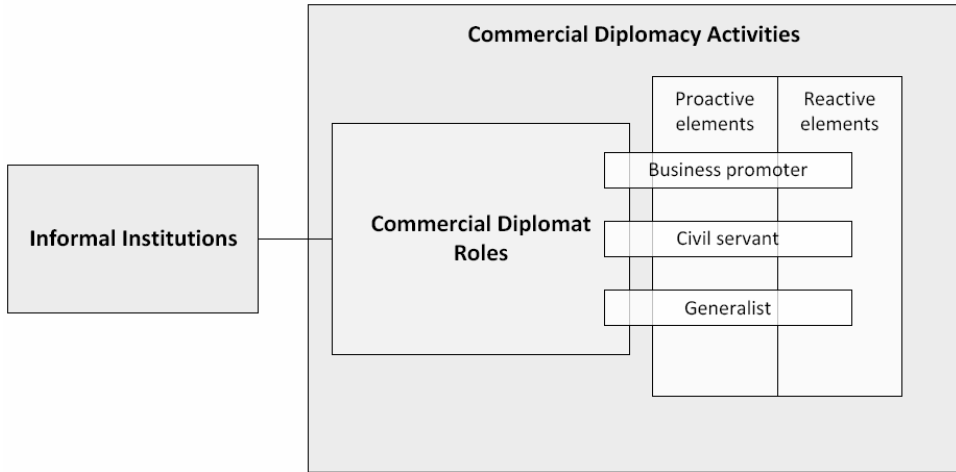 Commercial Diplomacy Activities
Proactive
elements
Reactive
elements
Business promoter
Informal Institutions
Commercial Diplomat
Roles
Civil servant
Generalist